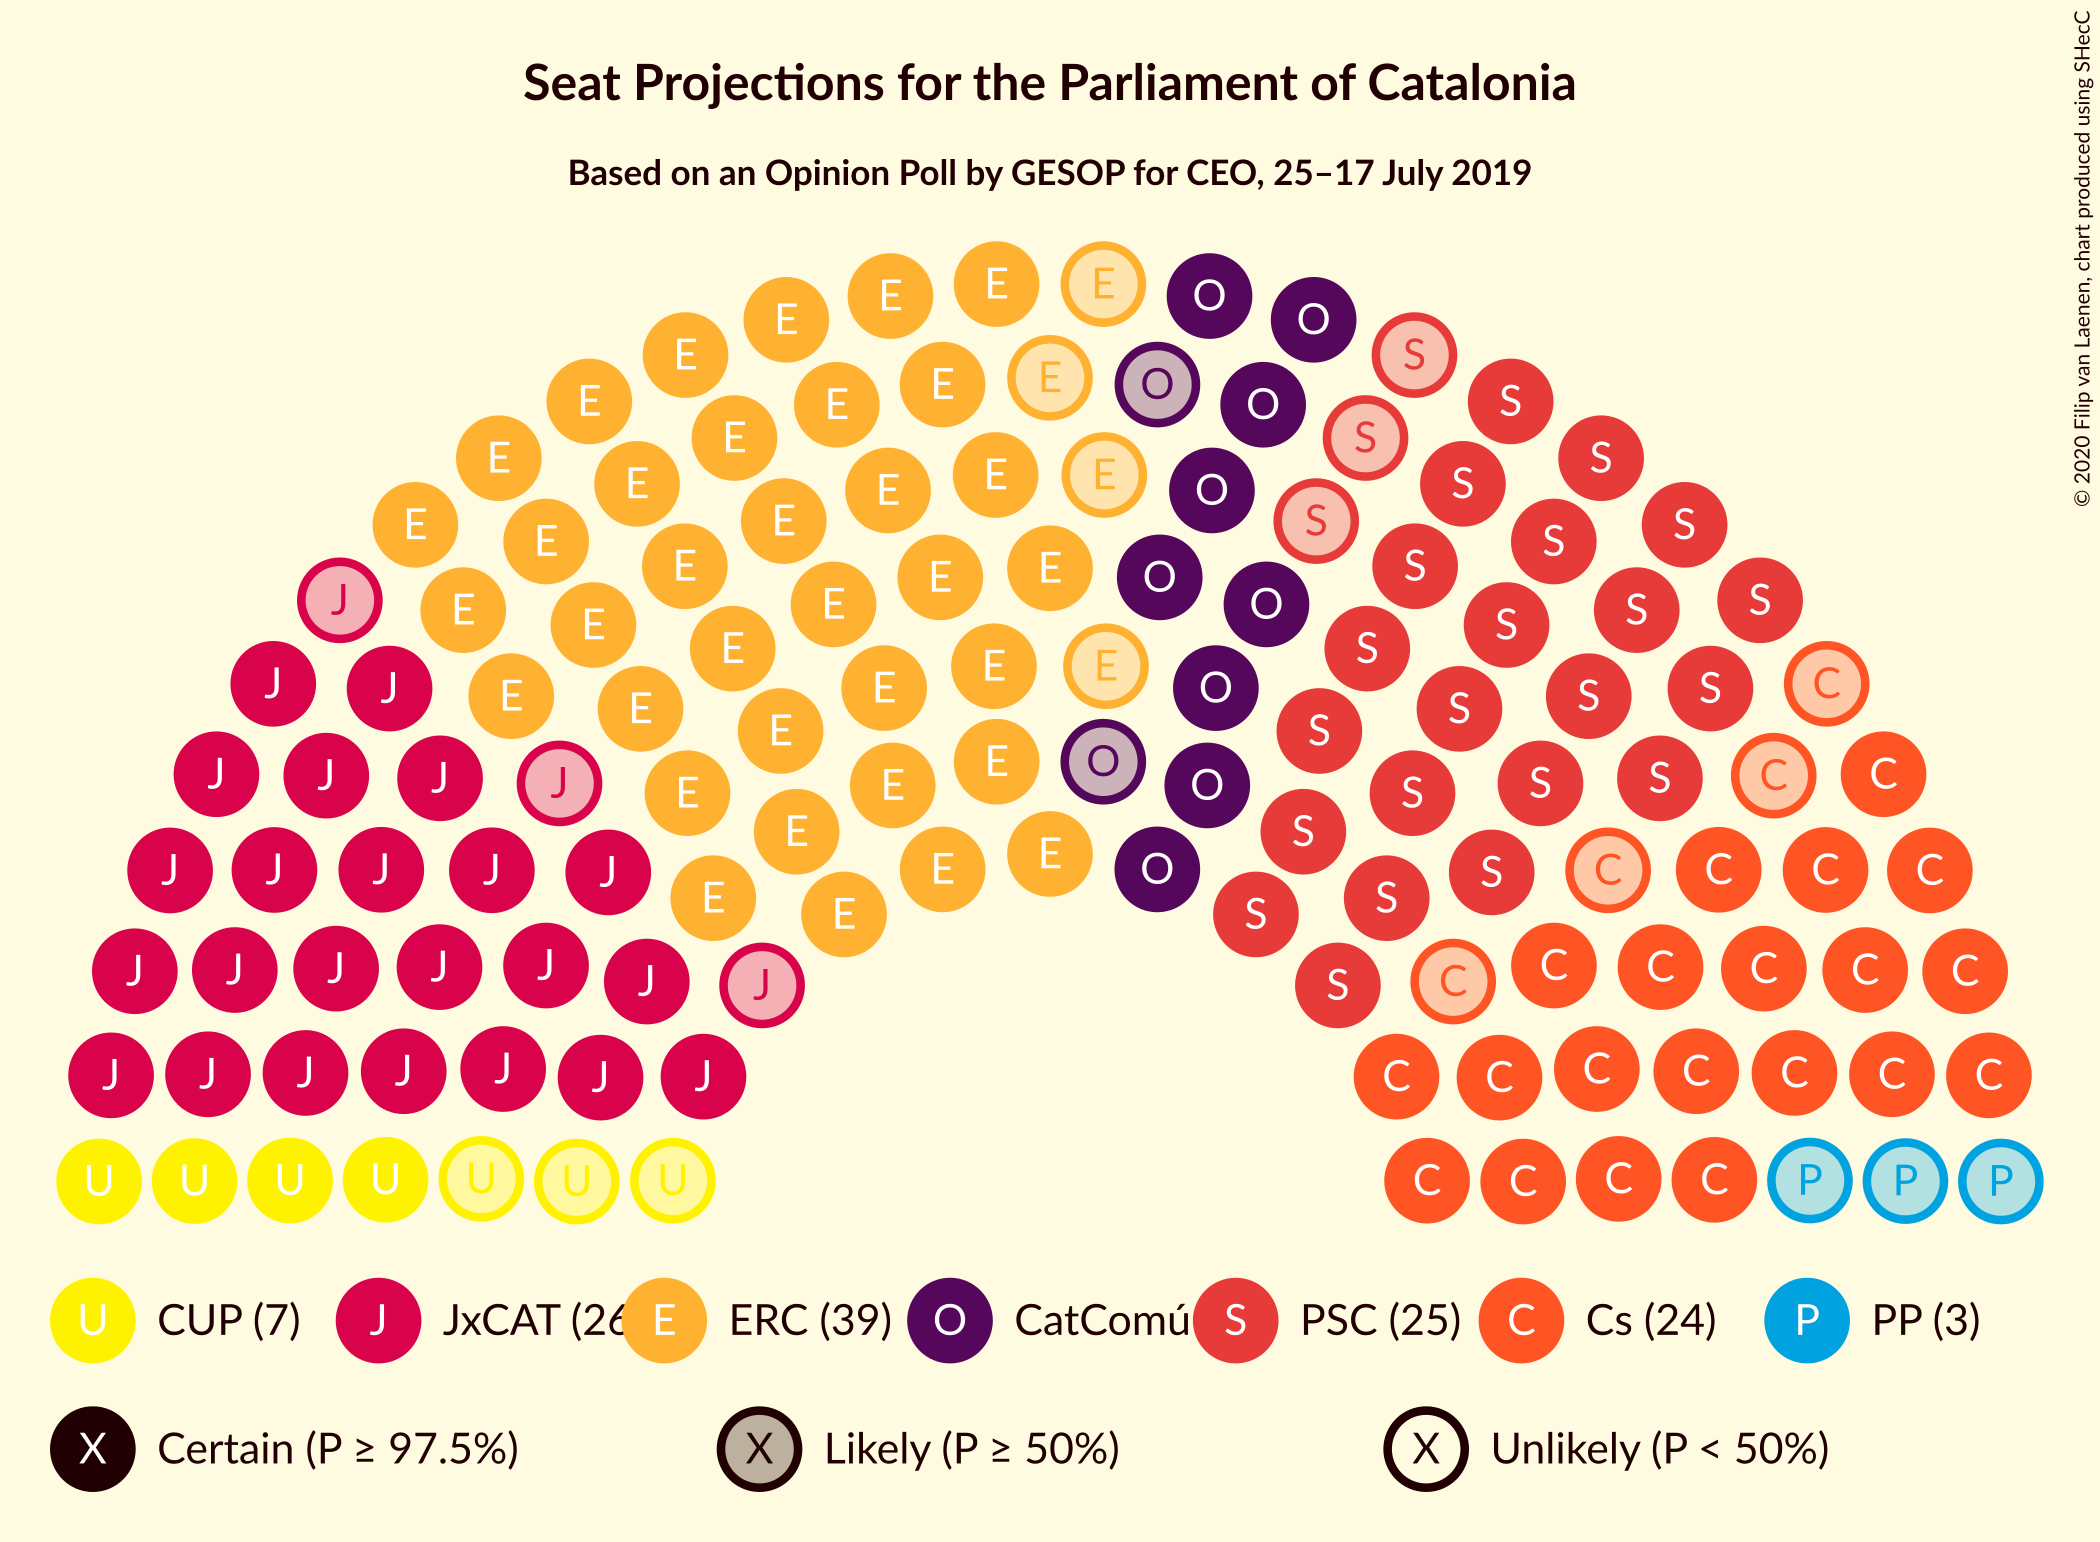 Seat Projections for the Parliament of Catalonia
Based on an Opinion Poll by GESOP for CEO, 25–17 July 2019
© 2020 Filip van Laenen, chart produced using SHecC
E E E O O
E E O O S S
E E E O S S
E E E E S S
E E E O S S
E E E E O S S
E E E O S S
J E E E E O S S S
E E E S S
J J E E E O S S S C
E E S S
J J J J E E E O O S S S S C C
E S
J J J J J E E E O S S S C C C C
E S
J J J J J J J S C C C C C C
J J J J J J J C C C C C C C
U U U U U U U C C C C P P P
U CUP (7) J JxCAT (26 E ERC (39) O CatComú S PSC (25) C Cs (24) P PP (3)
X Certain (P ≥ 97.5%) X Likely (P ≥ 50%) X Unlikely (P < 50%)